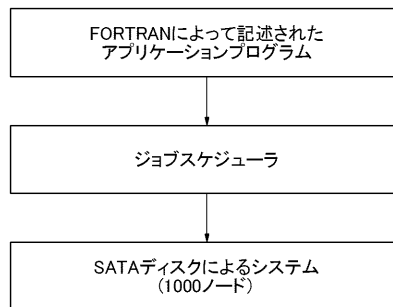 FORTRANによって記述された
アプリケーションプログラム
ジョブスケジューラ
SATAディスクによるシステム
(1000ノード)